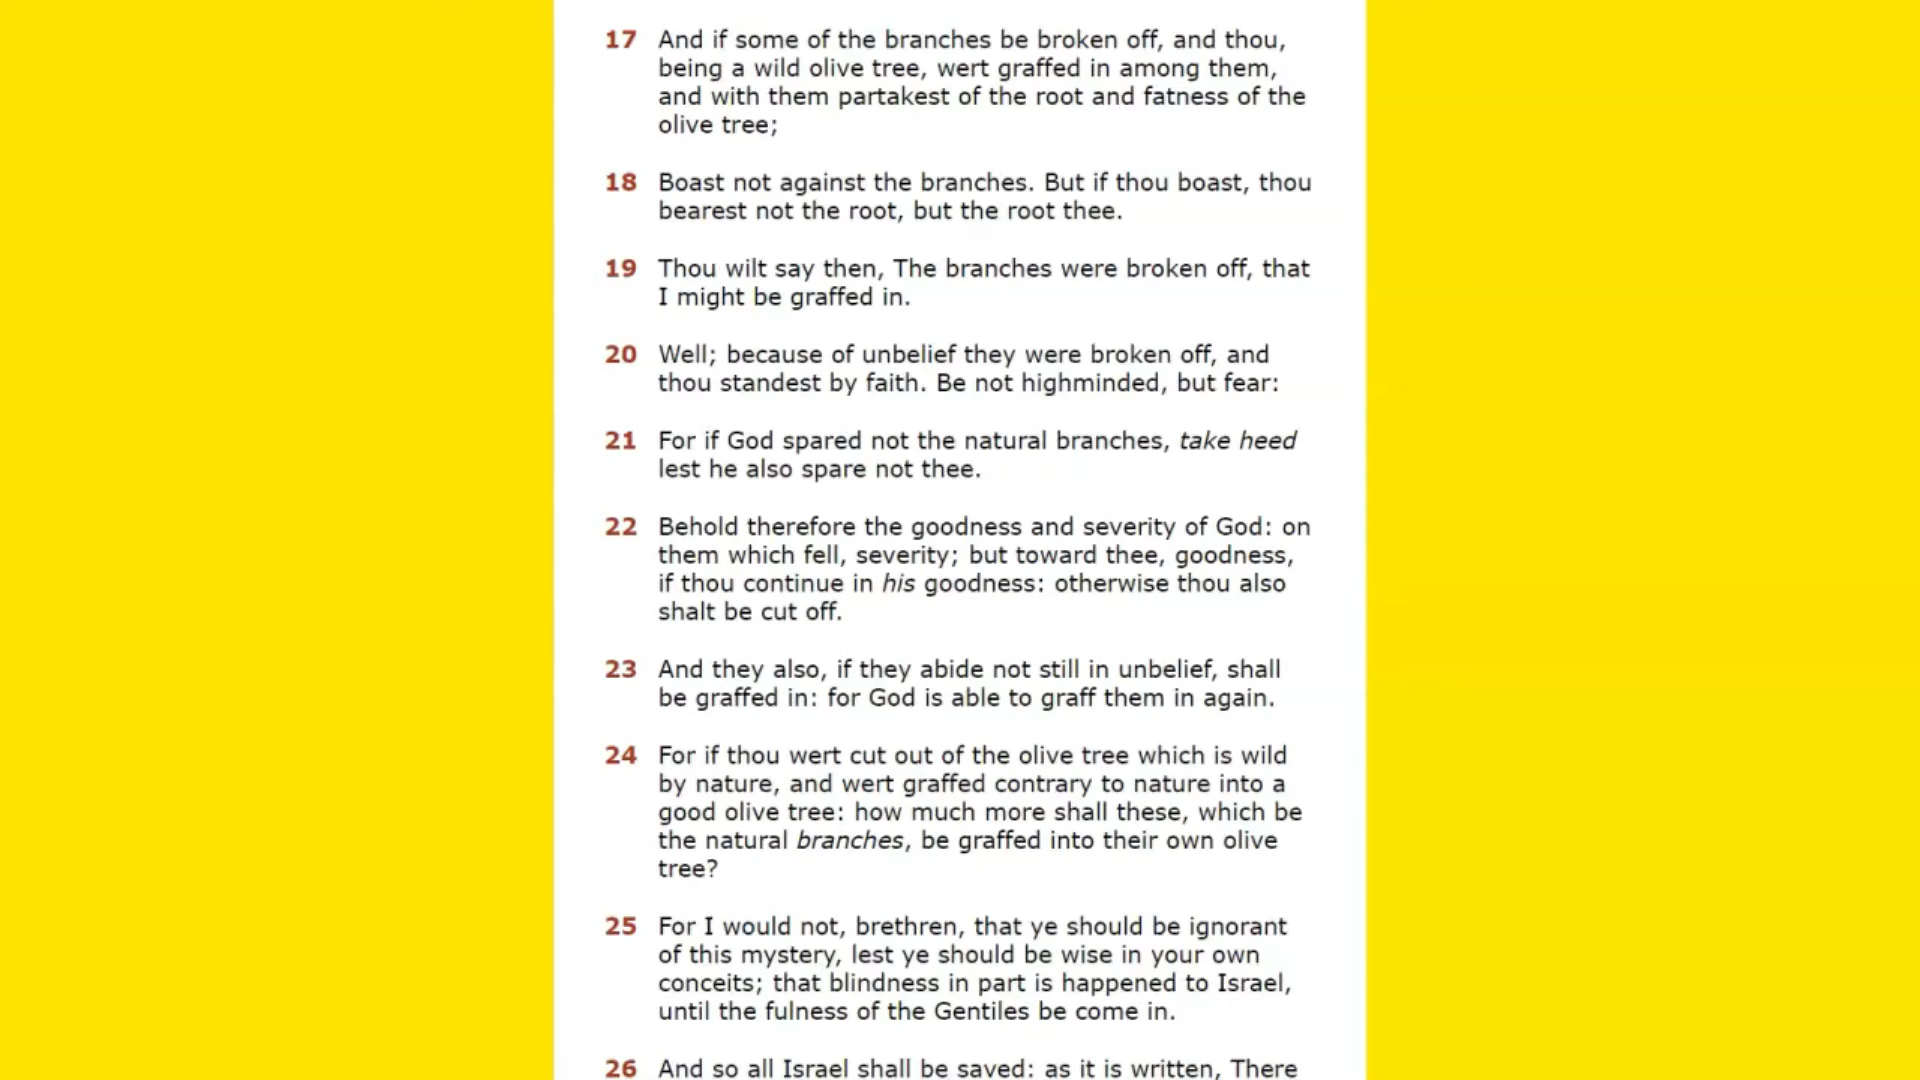 17 And if some of the branches be broken off, and thou,
being a wild olive tree, wert graffed in among them,
and with them partakest of the root and fatness of the
olive tree;
18 Boast not against the branches. But if thou boast, thou
bearest not the root, but the root thee.
19 Thou wilt say then, The branches were broken off, that
I might be graffed in.
20 Well; because of unbelief they were broken off, and
thou standest by faith. Be not highminded, but fear:
21 For if God spared not the natural branches, take heed
lest he also spare not thee.
22 Behold therefore the goodness and severity of God: on
them which fell, severity; but toward thee, goodness,
if thou continue in his goodness: otherwise thou also
shalt be cut off.
23 And they also, if they abide not still in unbelief, shall
be graffed in: for God is able to graff them in again.
24 For if thou wert cut out of the olive tree which is wild
by nature, and wert graffed contrary to nature into a
good olive tree: how much more shall these, which be
the natural branches, be graffed into their own olive
tree?
25 For I would not, brethren, that ye should be ignorant
of this mystery, lest ye should be wise in your own
conceits; that blindness in part is happened to Israel,
until the fulness of the Gentiles be come in.
26 And so all Israel shall be saved: as it is written, There